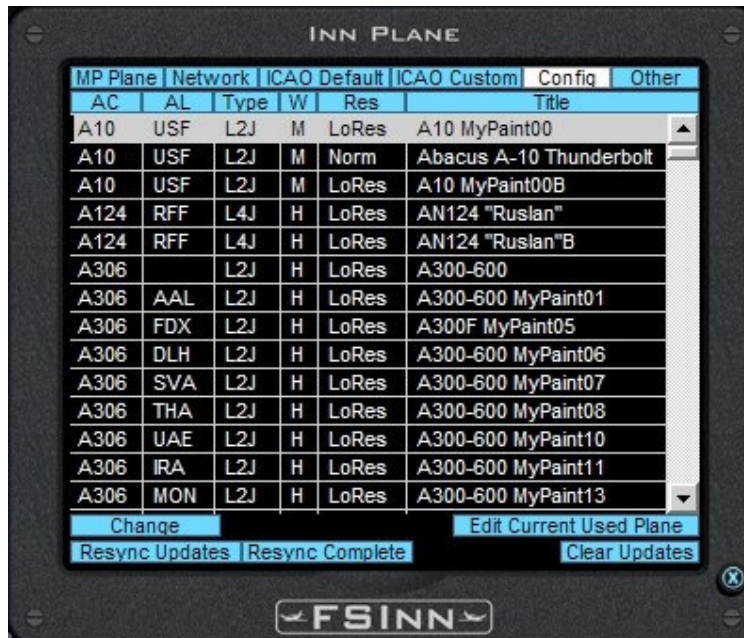 INN PLANE
MP Plane Network ICAO Default ICAO Custom Config Other
AC AL Type W Res Title
A10 USF L2J M LoRes A10 MyPaint00
A10 USF L2J M Norm Abacus A-10 Thunderbolt
A10 USF L2J M LoRes A10 MyPaint00B
A124 RFF L4J H LoRes AN124 "Ruslan"
A124 RFF L4J H LoRes AN124 "Ruslan"B
A306 L2J H LoRes A300-600
A306 AAL L2J H LoRes A300-600 MyPaint01
A306 FDX L2J H LoRes A300F MyPaint05
A306 DLH L2J H LoRes A300-600 MyPaint06
A306 SVA L2J H LoRes A300-600 MyPaint07
A306 THA L2J H LoRes A300-600 MyPaint08
A306 UAE L2J H LoRes A300-600 MyPaint10
A306 IRA L2J H LoRes A300-600 MyPaint11
A306 MON L2J H LoRes A300-600 MyPaint13
Change Edit Current Used Plane
Resync Updates Resync Complete Clear Updates
X
FSINN